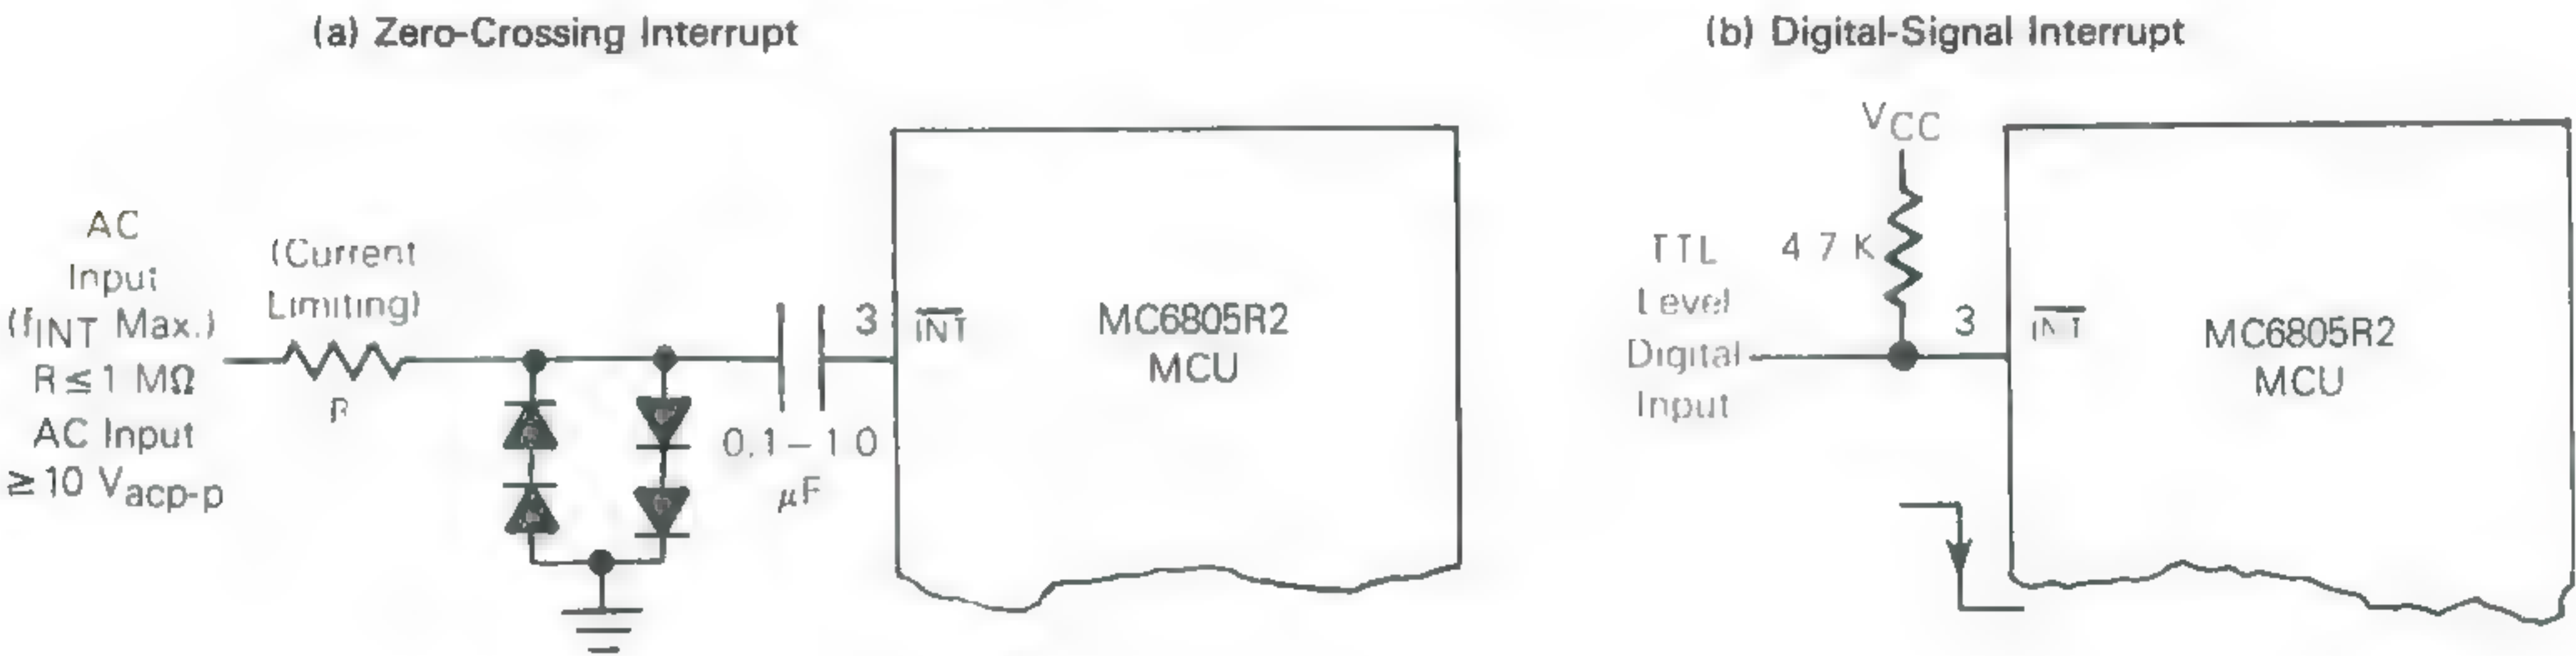 (a) Zero-Crossing Interrupt
AC
Input
(fINT Max.)
R ≤ 1 MΩ
AC Input
≥ 10 Vacp-p
(Current
Limiting)
R
0.1 – 1 0
µF
3
INT
MC6805R2
MCU
(b) Digital-Signal Interrupt
VCC
4 7 K
TTL
Level
Digital
Input
3
INT
MC6805R2
MCU